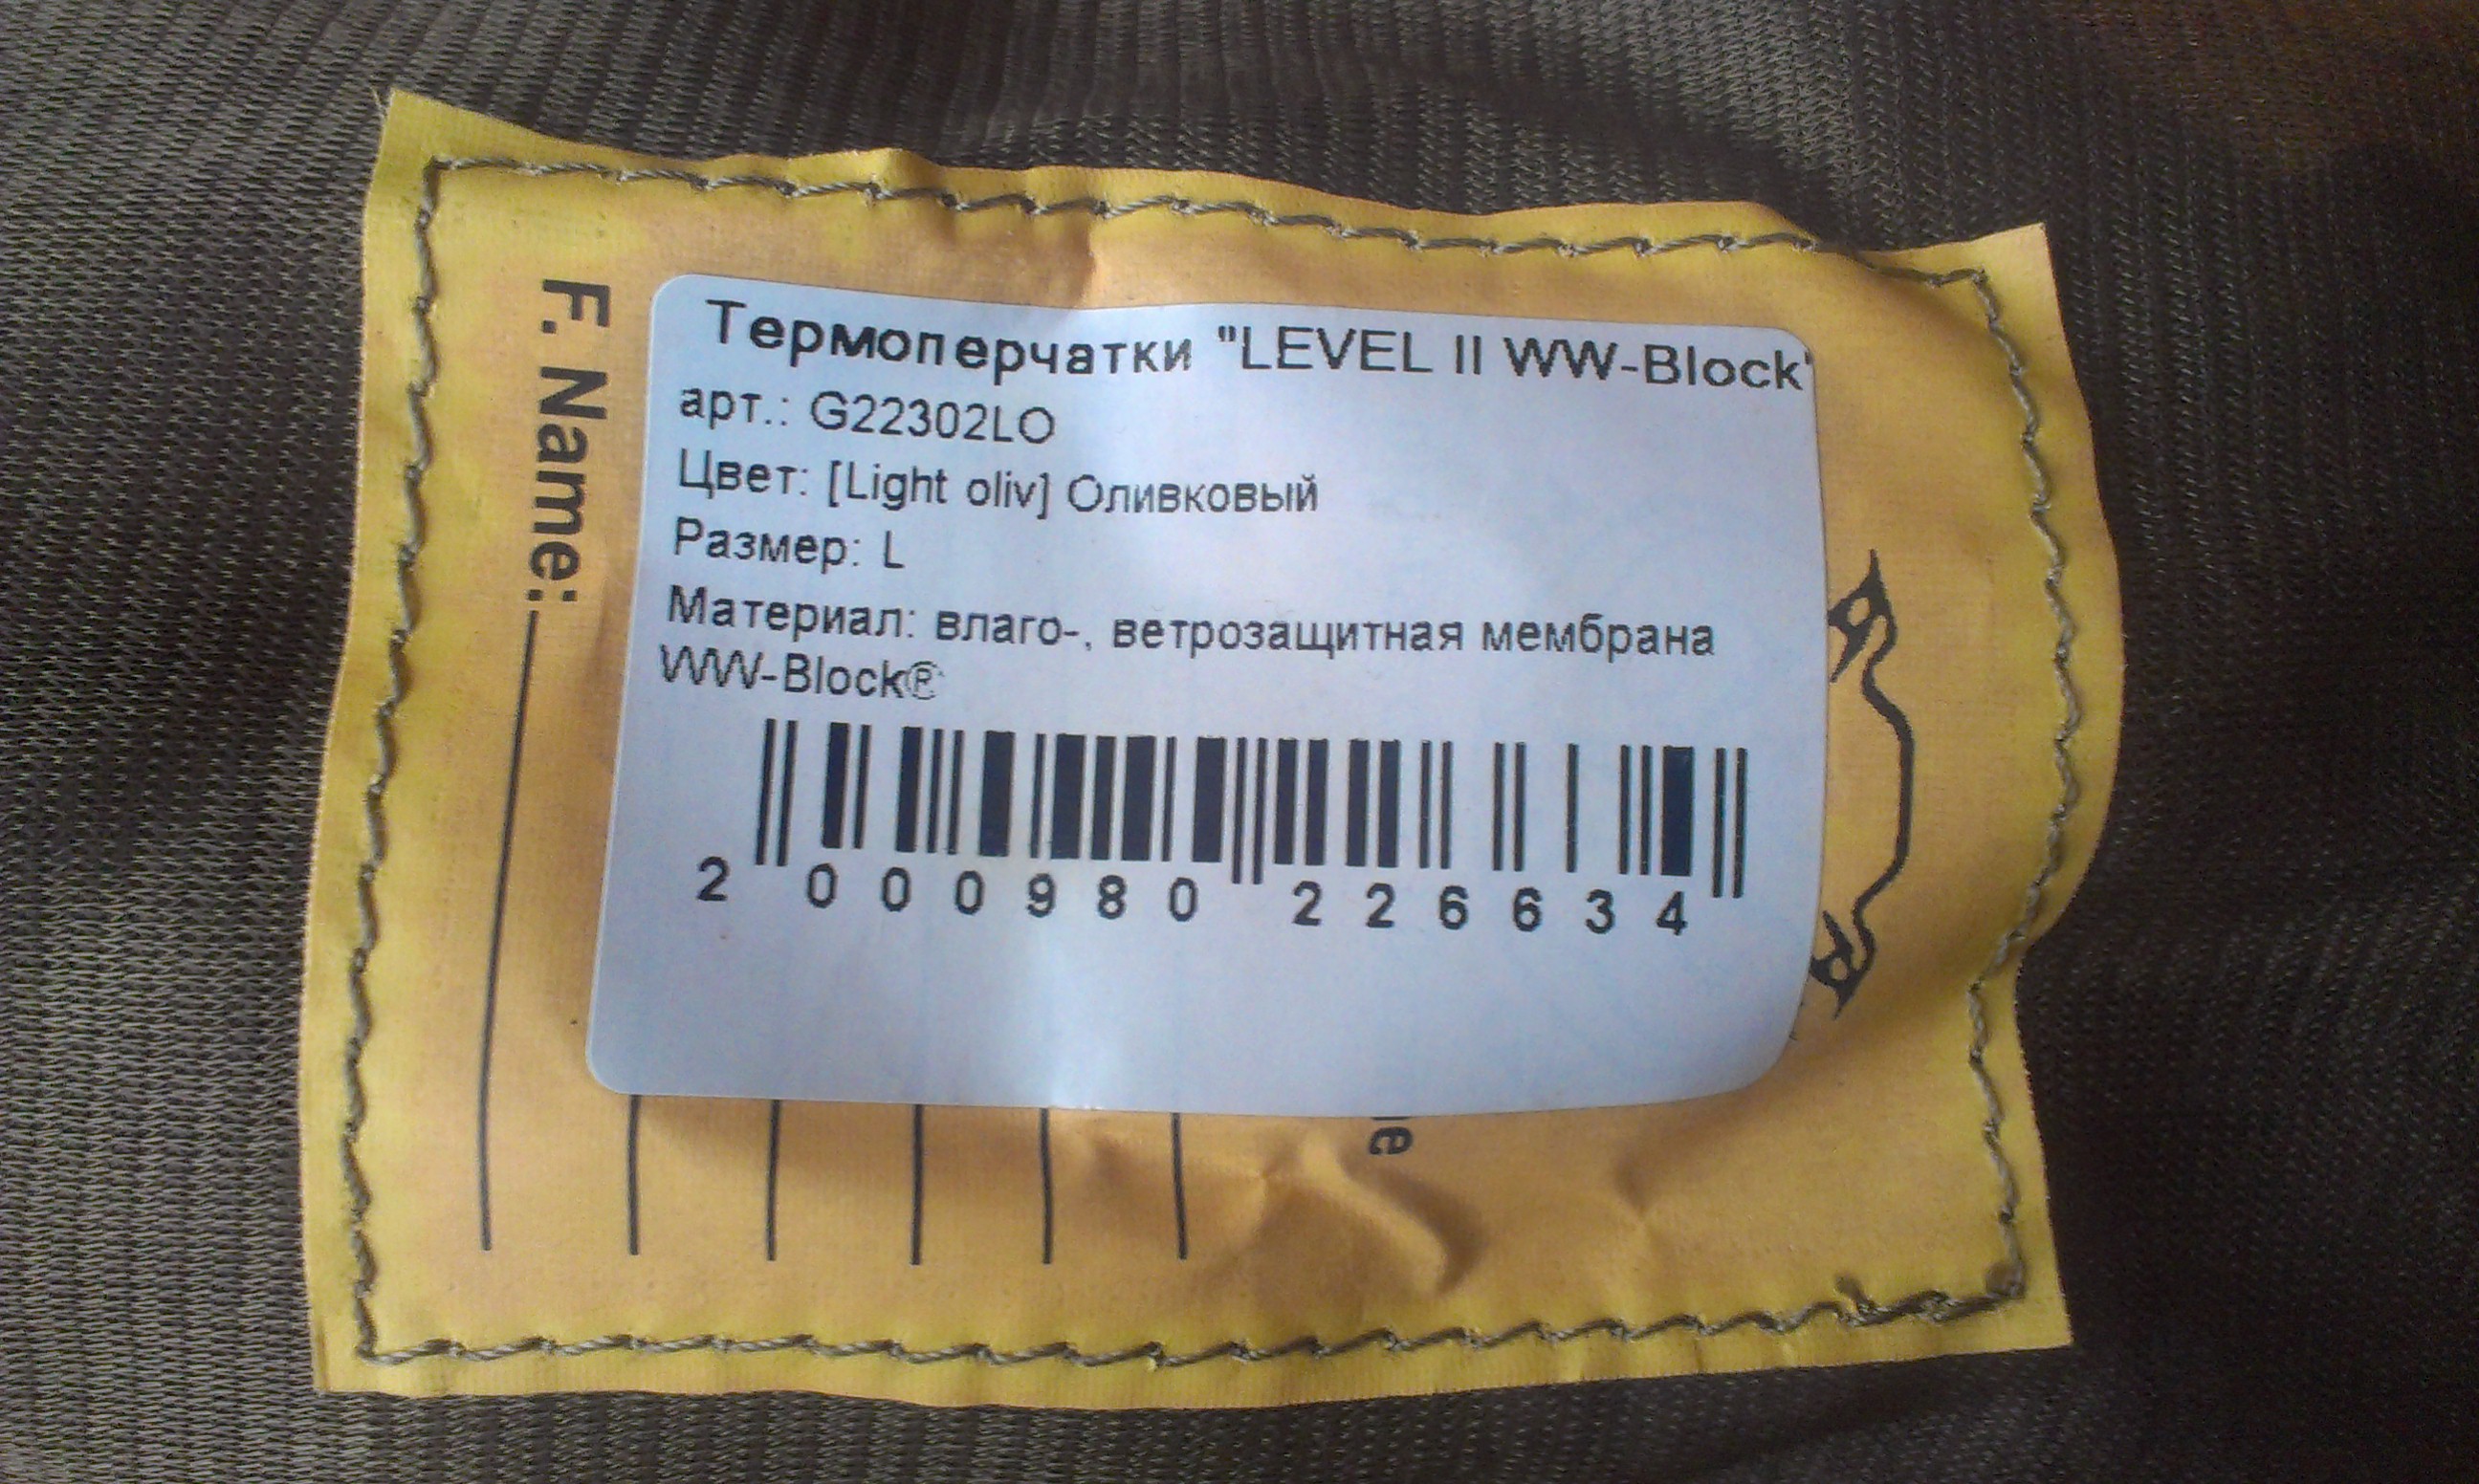 Термоперчатки "LEVEL II WW-Block"
арт.: G22302LO
Цвет: [Light oliv] Оливковый
Размер: L
Материал: влаго-, ветрозащитная мембрана
WW-Block®
2 000980 226634
F. Name: